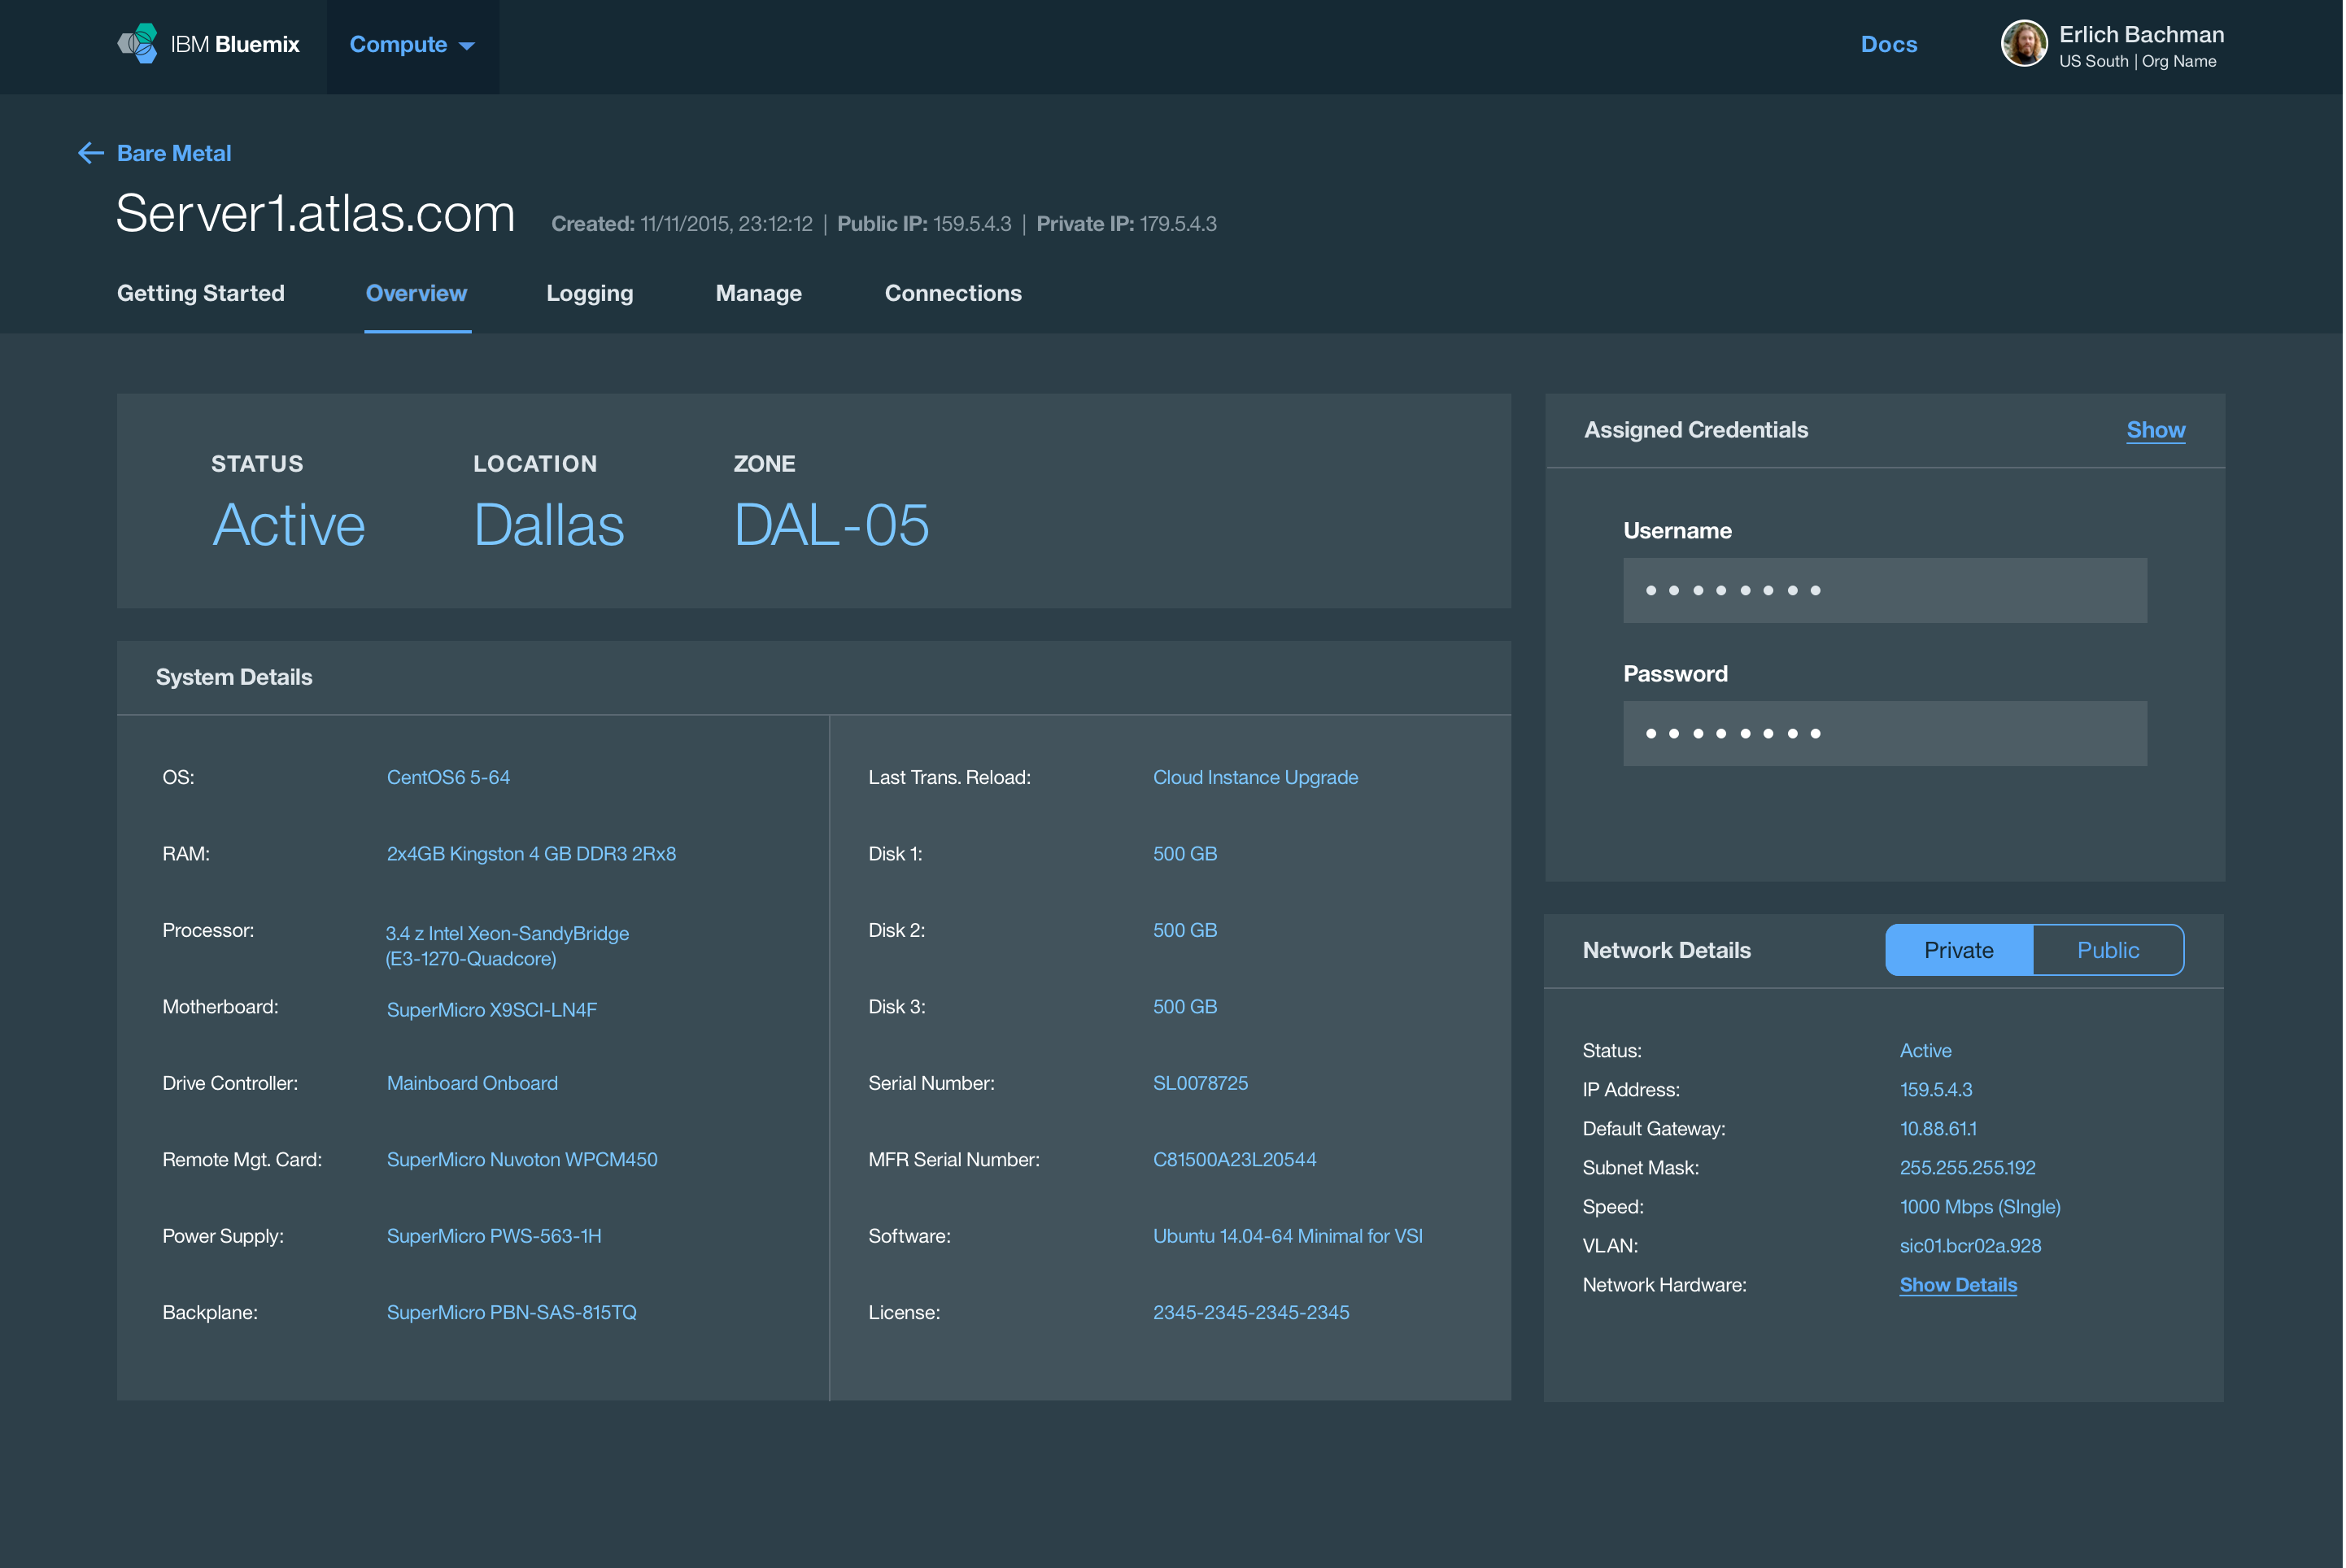 IBM Bluemix
Compute
Docs
Erlich Bachman
US South | Org Name
Bare Metal
Server1.atlas.com
Created: 11/11/2015, 23:12:12 | Public IP: 159.5.4.3 | Private IP: 179.5.4.3
Getting Started Overview Logging Manage Connections
STATUS LOCATION ZONE
Active Dallas DAL-05
System Details
OS: CentOS6 5-64
RAM: 2x4GB Kingston 4 GB DDR3 2Rx8
Processor: 3.4 z Intel Xeon-SandyBridge
(E3-1270-Quadcore)
Motherboard: SuperMicro X9SCI-LN4F
Drive Controller: Mainboard Onboard
Remote Mgt. Card: SuperMicro Nuvoton WPCM450
Power Supply: SuperMicro PWS-563-1H
Backplane: SuperMicro PBN-SAS-815TQ
Last Trans. Reload: Cloud Instance Upgrade
Disk 1: 500 GB
Disk 2: 500 GB
Disk 3: 500 GB
Serial Number: SL0078725
MFR Serial Number: C81500A23L20544
Software: Ubuntu 14.04-64 Minimal for VSI
License: 2345-2345-2345-2345
Assigned Credentials Show
Username
Password
Network Details Private Public
Status: Active
IP Address: 159.5.4.3
Default Gateway: 10.88.61.1
Subnet Mask: 255.255.255.192
Speed: 1000 Mbps (SIngle)
VLAN: sic01.bcr02a.928
Network Hardware: Show Details